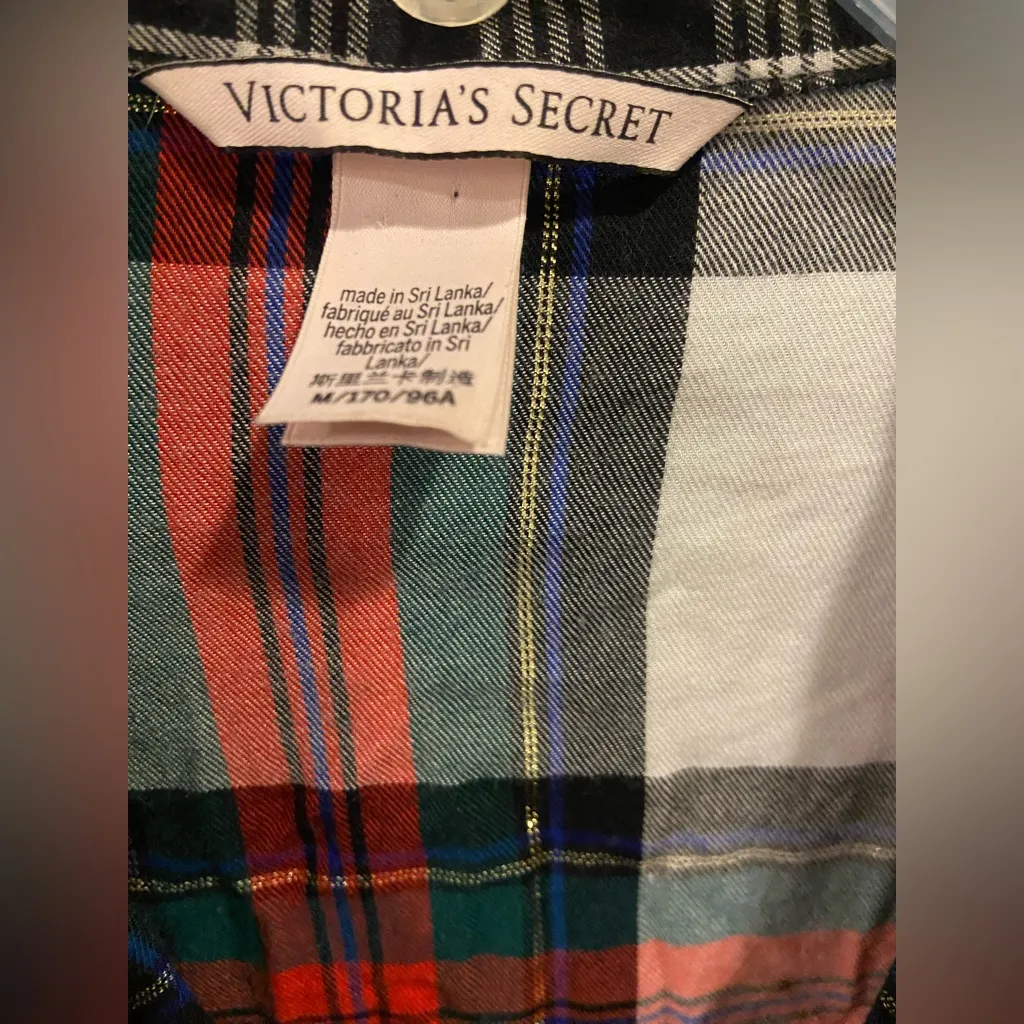 VICTORIA'S SECRET
made in Sri Lanka/
fabriqué au Sri Lanka/
hecho en Sri Lanka/
fabbricato in Sri
Lanka/
斯里兰卡制造
M/170/96A